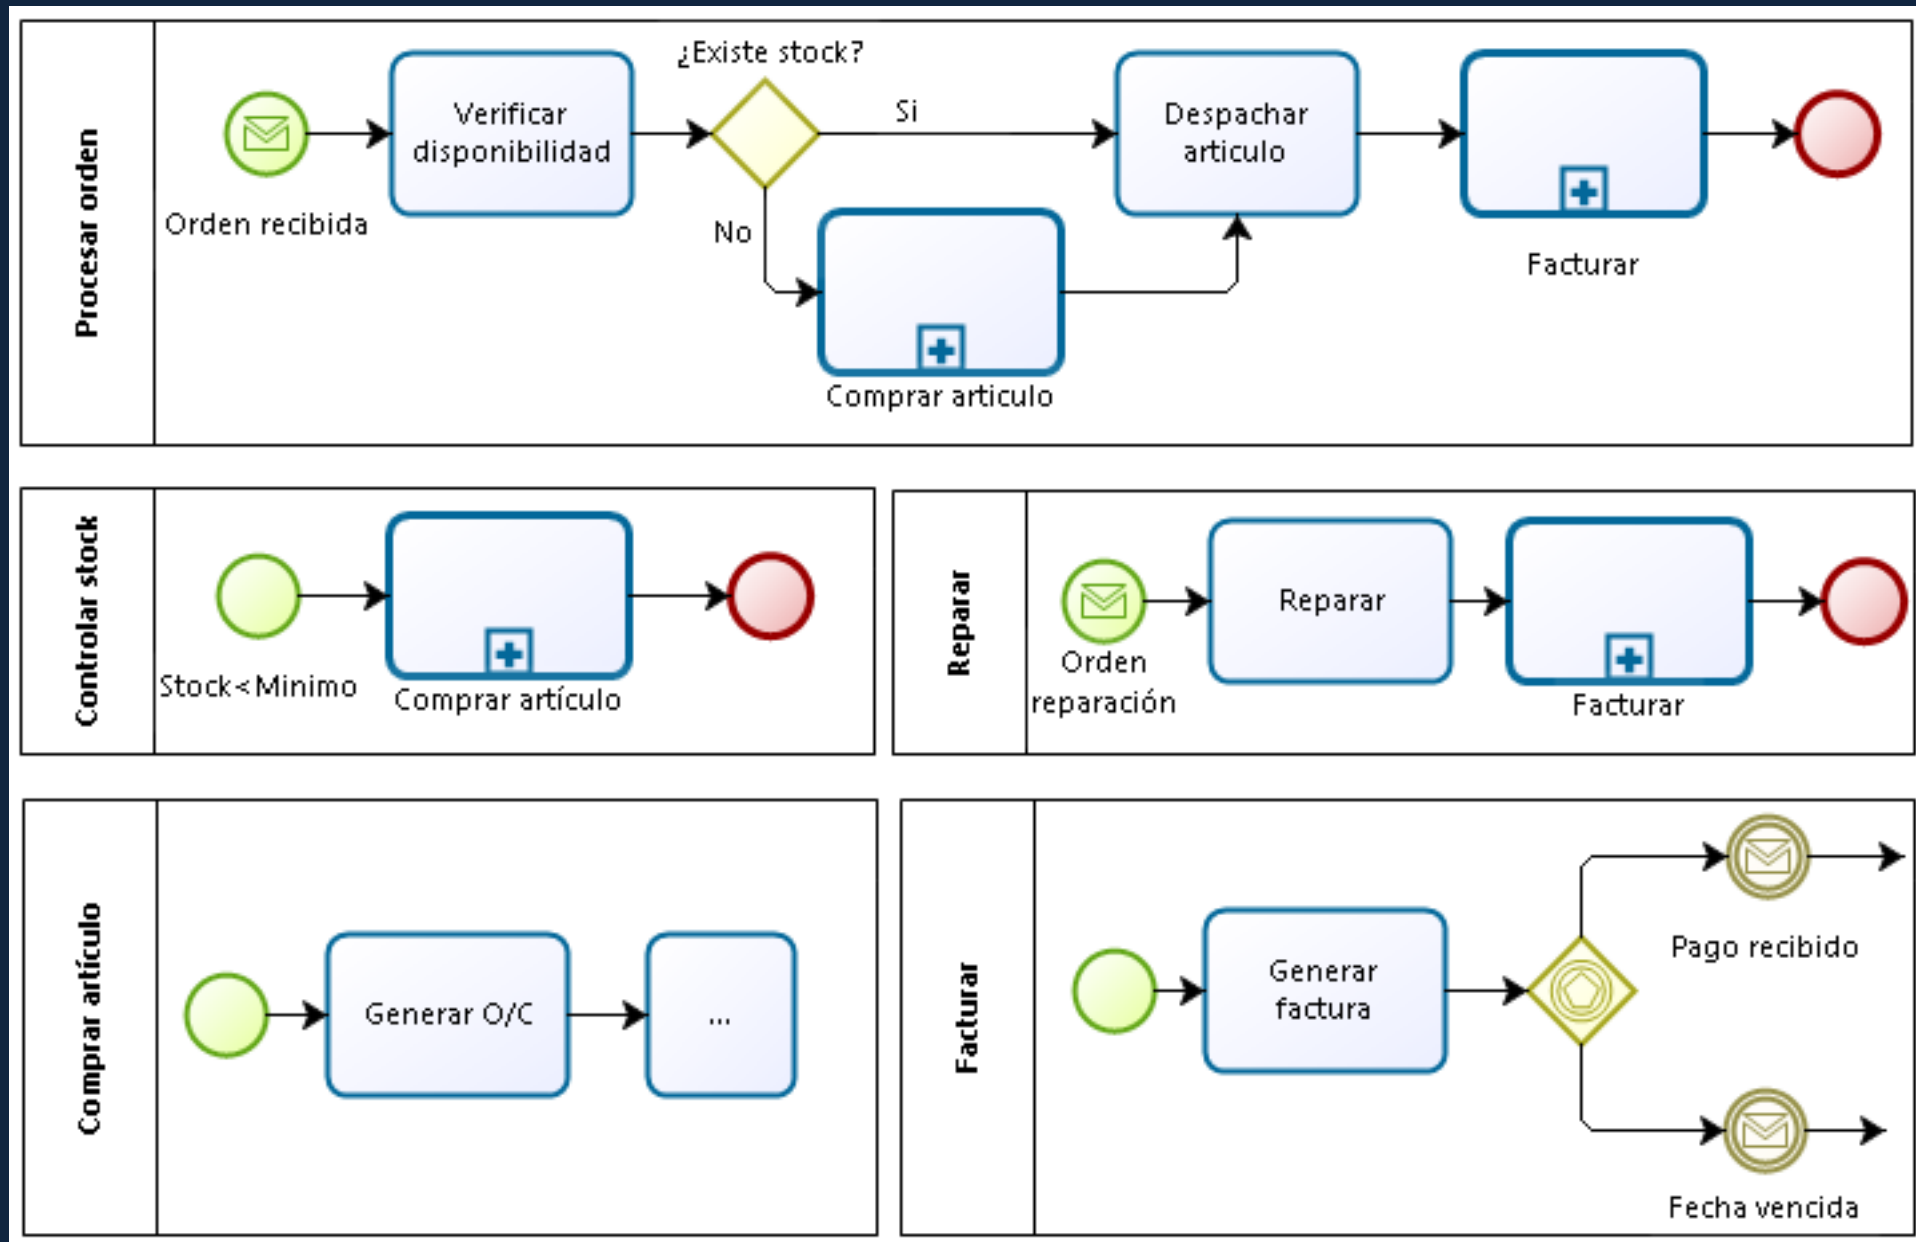 Procesar orden
¿Existe stock?
Verificar
disponibilidad
Si
Despachar
articulo
Orden recibida
No
Facturar
Comprar articulo
Controlar stock
Stock<Minimo
Comprar artículo
Reparar
Reparar
Orden
reparación
Facturar
Comprar artículo
Generar O/C
...
Facturar
Generar
factura
Pago recibido
Fecha vencida